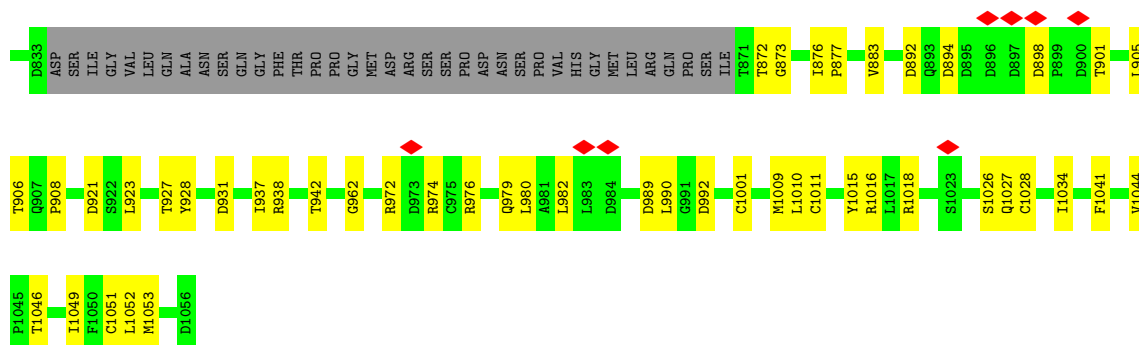 D833 ASP SER ILE GLY VAL LEU GLN ALA ASN SER GLN GLY PHE THR PRO PRO GLY MET ASP ARG SER SER PRO ASP ASN SER PRO VAL HIS GLY MET LEU ARG GLN PRO SER ILE T871 T872 G873 I876 P877 V883 D892 Q893 D894 D895 D896 D897 D898 P899 D900 T901 L905
T906 Q907 P908 D921 S922 L923 T927 Y928 D931 I937 R938 T942 G962 R972 D973 R974 C975 R976 Q979 L980 A981 L982 L983 D984 D989 L990 G991 D992 C1001 M1009 L1010 C1011 Y1015 R1016 L1017 R1018 S1023 S1026 Q1027 C1028 I1034 F1041 V1044
P1045 T1046 I1049 F1050 C1051 L1052 M1053 D1056